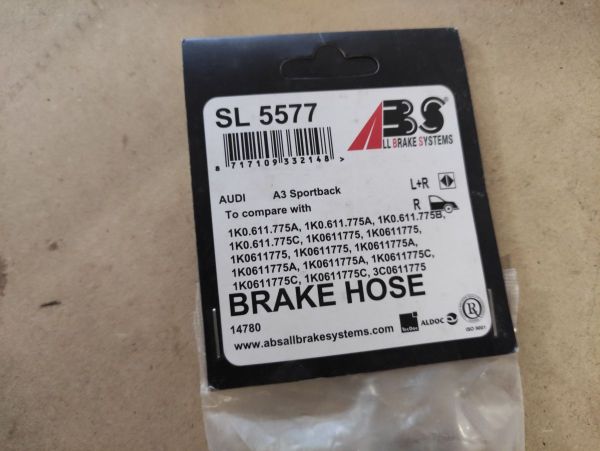 SL 5577
ABS
ALL BRAKE SYSTEMS
8 717109 332148 >
AUDI A3 Sportback
L+R
To compare with
R
1K0.611.775A, 1K0.611.775A, 1K0.611.775B,
1K0.611.775C, 1K0611775, 1K0611775,
1K0611775, 1K0611775, 1K0611775A,
1K0611775A, 1K0611775A, 1K0611775C,
1K0611775C, 1K0611775C, 3C0611775
BRAKE HOSE
14780
TecDoc
ALDOC
R
ISO 9001
www.absallbrakesystems.com